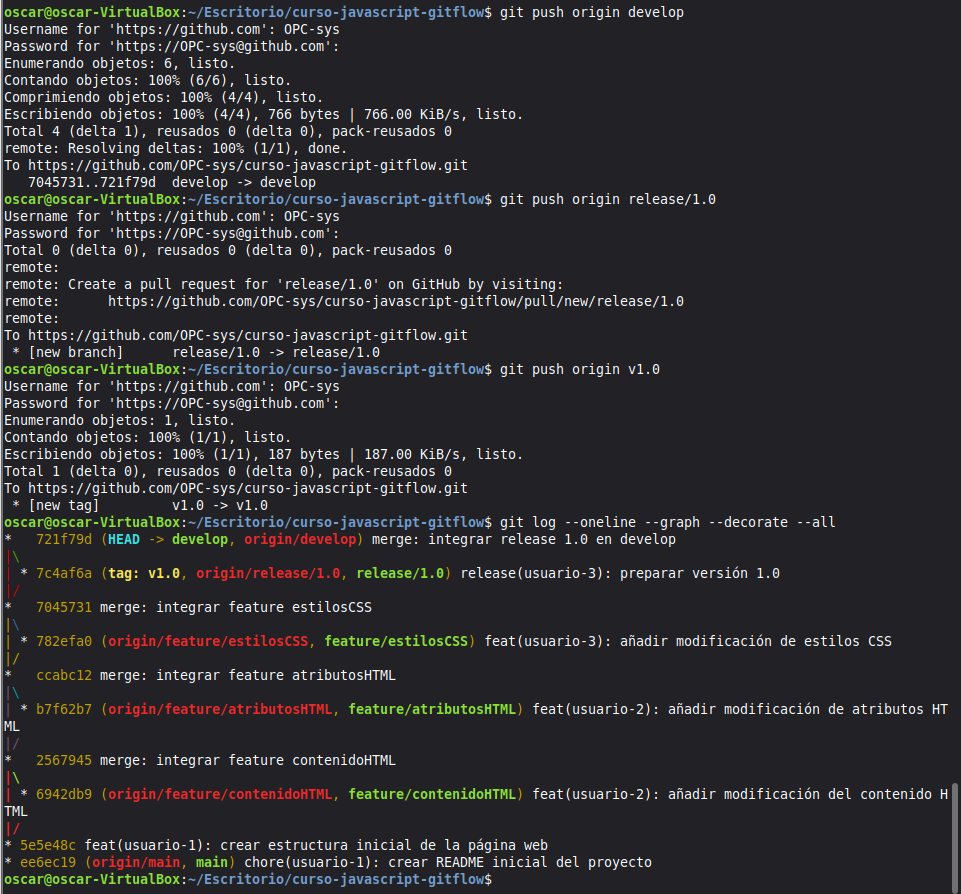 oscar@oscar-VirtualBox:~/Escritorio/curso-javascript-gitflow$ git push origin develop
Username for 'https://github.com': OPC-sys
Password for 'https://OPC-sys@github.com':
Enumerando objetos: 6, listo.
Contando objetos: 100% (6/6), listo.
Comprimiendo objetos: 100% (4/4), listo.
Escribiendo objetos: 100% (4/4), 766 bytes | 766.00 KiB/s, listo.
Total 4 (delta 1), reusados 0 (delta 0), pack-reusados 0
remote: Resolving deltas: 100% (1/1), done.
To https://github.com/OPC-sys/curso-javascript-gitflow.git
   7045731..721f79d  develop -> develop
oscar@oscar-VirtualBox:~/Escritorio/curso-javascript-gitflow$ git push origin release/1.0
Username for 'https://github.com': OPC-sys
Password for 'https://OPC-sys@github.com':
Total 0 (delta 0), reusados 0 (delta 0), pack-reusados 0
remote:
remote: Create a pull request for 'release/1.0' on GitHub by visiting:
remote:      https://github.com/OPC-sys/curso-javascript-gitflow/pull/new/release/1.0
remote:
To https://github.com/OPC-sys/curso-javascript-gitflow.git
 * [new branch]      release/1.0 -> release/1.0
oscar@oscar-VirtualBox:~/Escritorio/curso-javascript-gitflow$ git push origin v1.0
Username for 'https://github.com': OPC-sys
Password for 'https://OPC-sys@github.com':
Enumerando objetos: 1, listo.
Contando objetos: 100% (1/1), listo.
Escribiendo objetos: 100% (1/1), 187 bytes | 187.00 KiB/s, listo.
Total 1 (delta 0), reusados 0 (delta 0), pack-reusados 0
To https://github.com/OPC-sys/curso-javascript-gitflow.git
 * [new tag]         v1.0 -> v1.0
oscar@oscar-VirtualBox:~/Escritorio/curso-javascript-gitflow$ git log --oneline --graph --decorate --all
*   721f79d (HEAD -> develop, origin/develop) merge: integrar release 1.0 en develop
|\
| * 7c4af6a (tag: v1.0, origin/release/1.0, release/1.0) release(usuario-3): preparar versión 1.0
|/
*   7045731 merge: integrar feature estilosCSS
|\
| * 782efa0 (origin/feature/estilosCSS, feature/estilosCSS) feat(usuario-3): añadir modificación de estilos CSS
|/
*   ccabc12 merge: integrar feature atributosHTML
|\
| * b7f62b7 (origin/feature/atributosHTML, feature/atributosHTML) feat(usuario-2): añadir modificación de atributos HT
ML
|/
*   2567945 merge: integrar feature contenidoHTML
|\
| * 6942db9 (origin/feature/contenidoHTML, feature/contenidoHTML) feat(usuario-2): añadir modificación del contenido H
TML
|/
* 5e5e48c feat(usuario-1): crear estructura inicial de la página web
* ee6ec19 (origin/main, main) chore(usuario-1): crear README inicial del proyecto
oscar@oscar-VirtualBox:~/Escritorio/curso-javascript-gitflow$